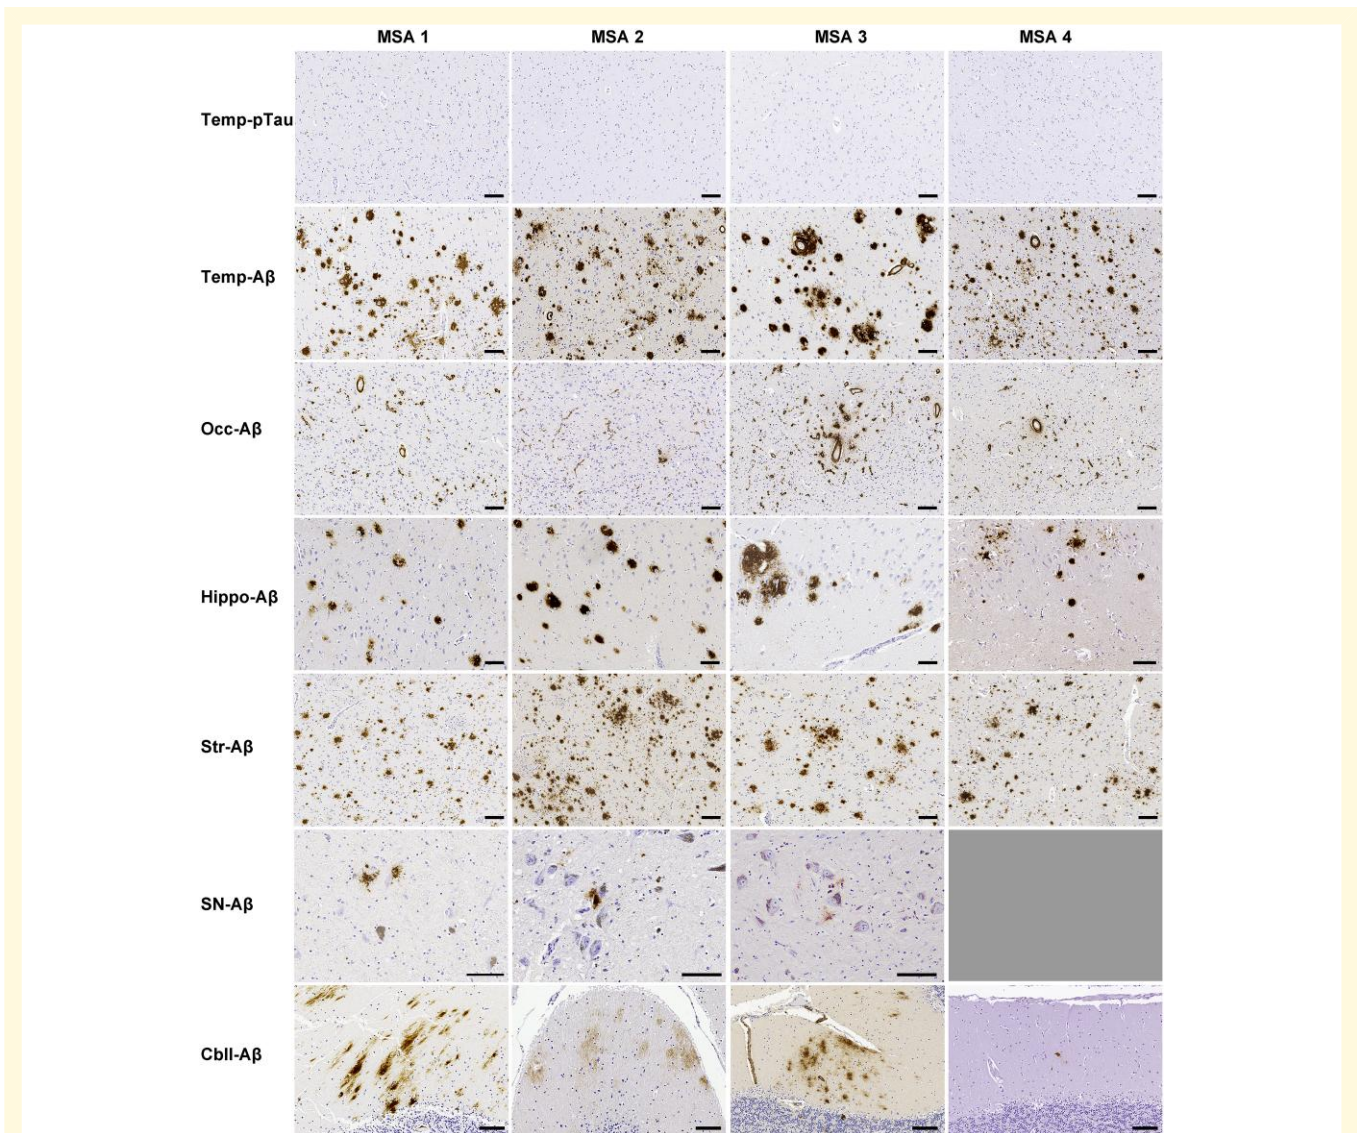 MSA 1 MSA 2 MSA 3 MSA 4
Temp-pTau
Temp-Aβ
Occ-Aβ
Hippo-Aβ
Str-Aβ
SN-Aβ
Cbll-Aβ